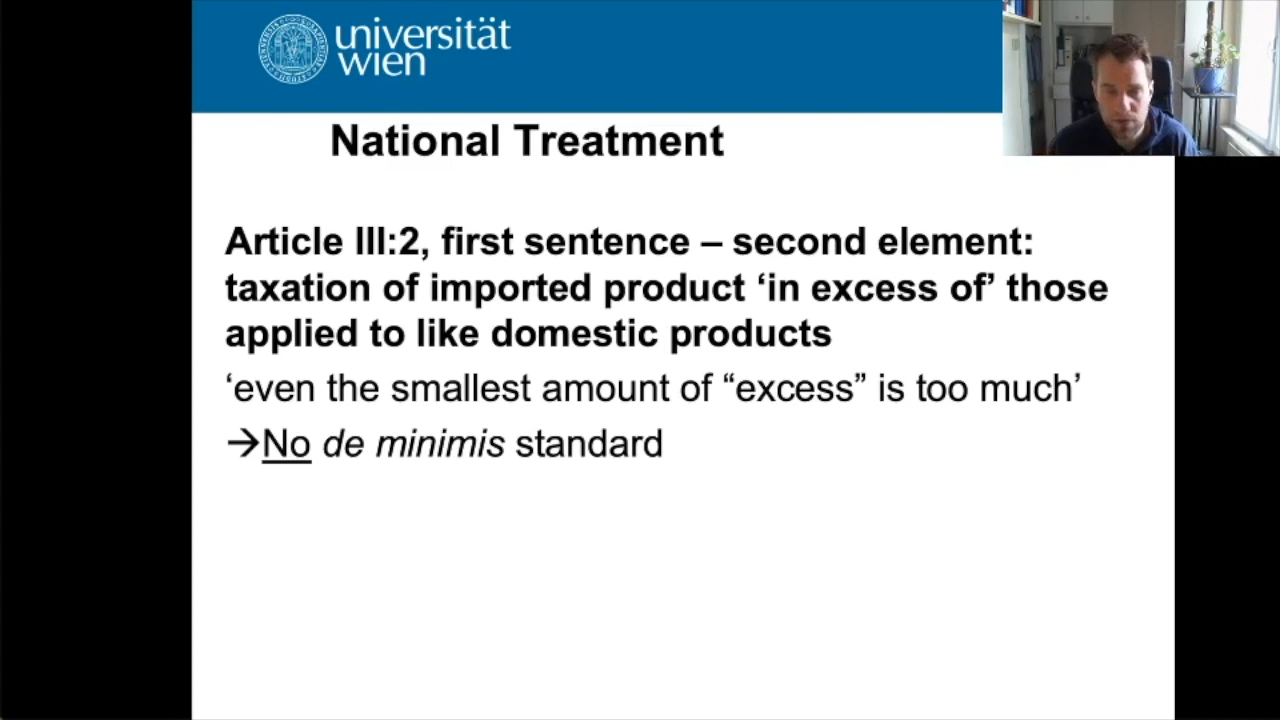 universität
wien
National Treatment
Article III:2, first sentence – second element:
taxation of imported product ‘in excess of’ those
applied to like domestic products
‘even the smallest amount of “excess” is too much’
→No de minimis standard